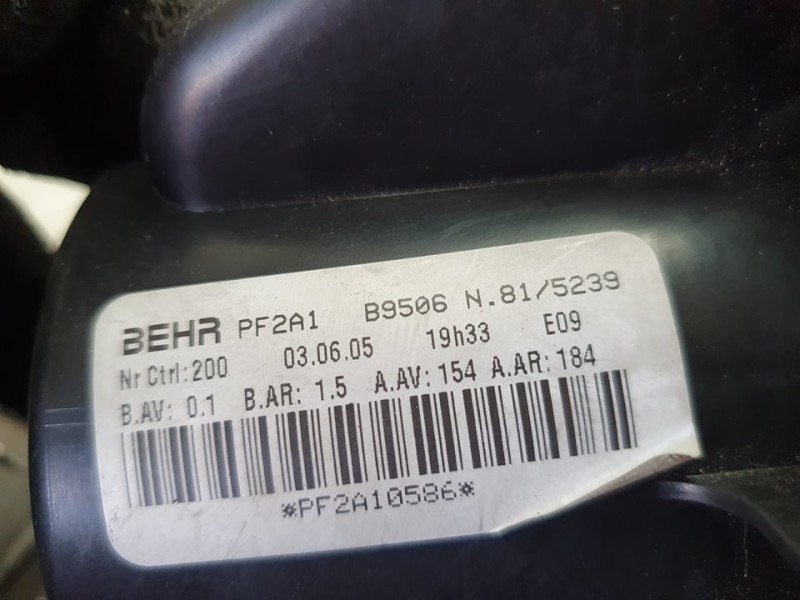 BEHR PF2A1 B9506 N.81/5239
Nr Ctrl:200 03.06.05 19h33 E09
B.AV: 0.1 B.AR: 1.5 A.AV:154 A.AR:184
*PF2A10586*